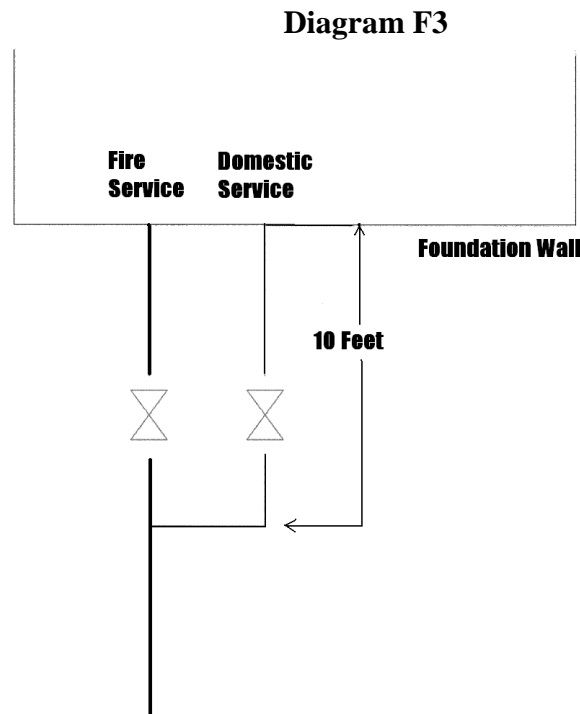 Diagram F3
Fire
Service
Domestic
Service
Foundation Wall
10 Feet